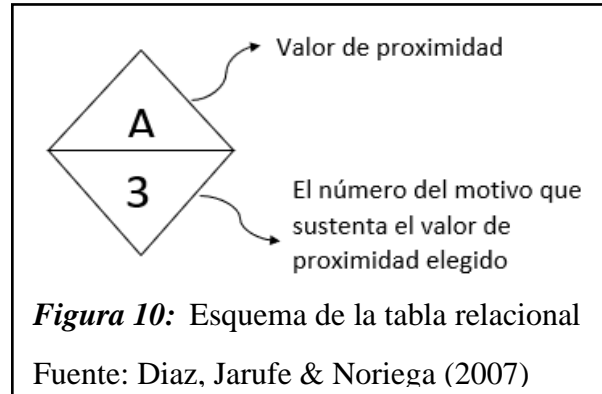 Valor de proximidad
A
3
El número del motivo que
sustenta el valor de
proximidad elegido
Figura 10: Esquema de la tabla relacional
Fuente: Diaz, Jarufe & Noriega (2007)